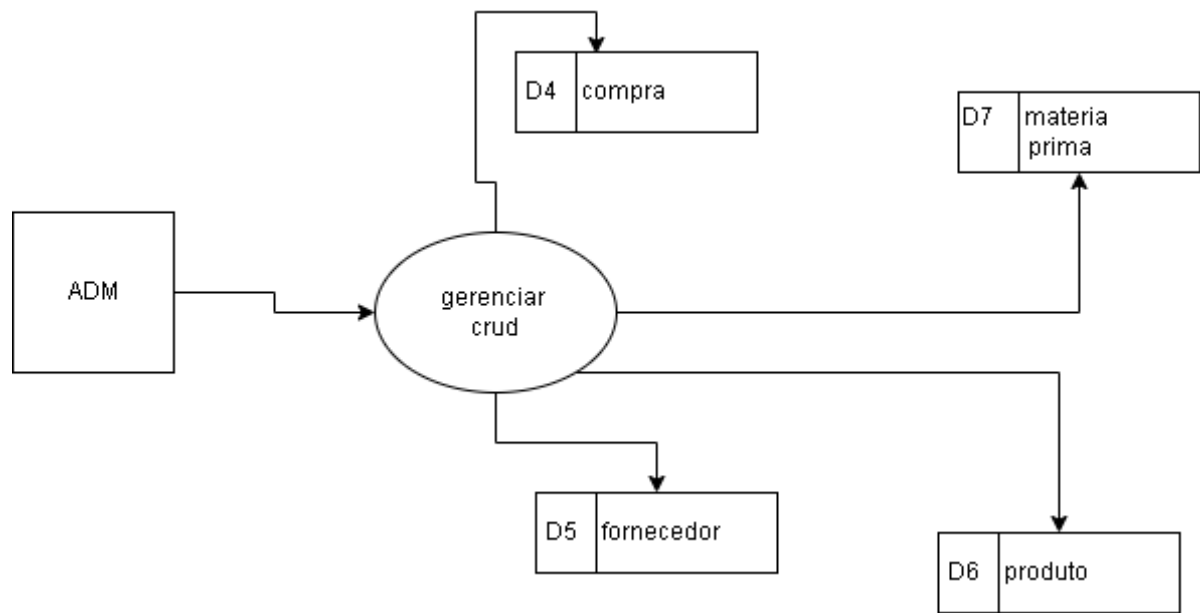 D4 compra
D7 materia
prima
ADM
gerenciar
crud
D5 fornecedor
D6 produto